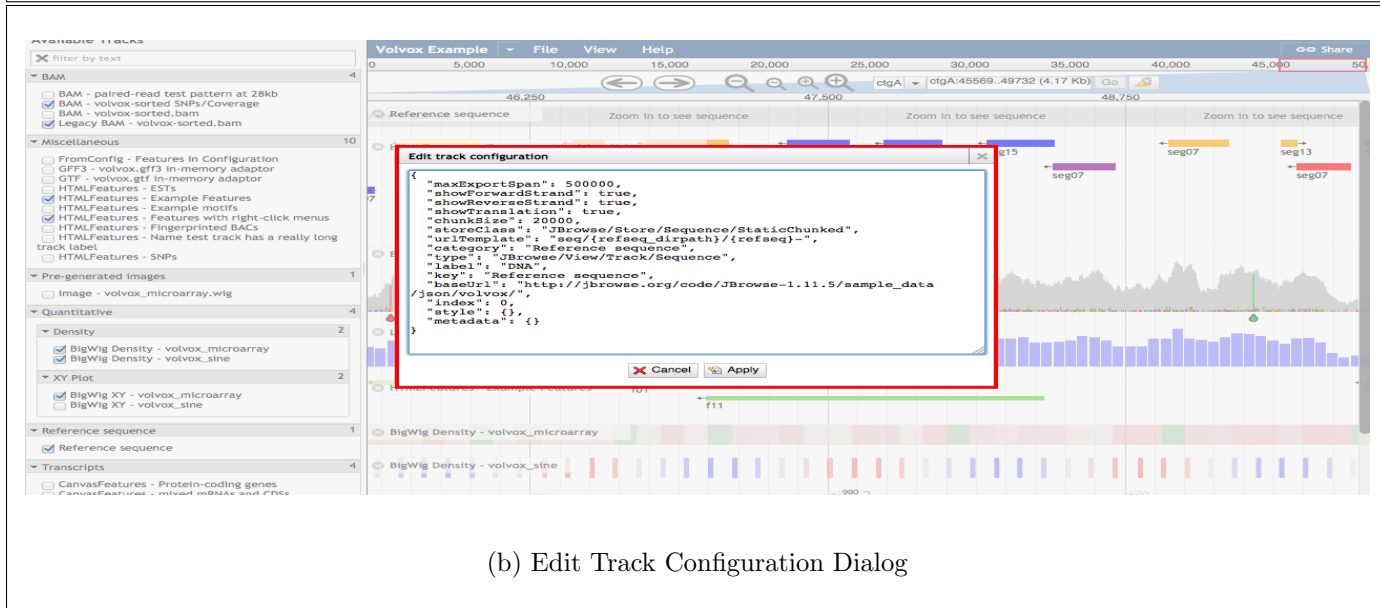 Available Tracks
filter by text
BAM 4
BAM - paired-read test pattern at 28kb
BAM - volvox-sorted SNPs/Coverage
BAM - volvox-sorted.bam
Legacy BAM - volvox-sorted.bam
Miscellaneous 10
FromConfig - Features in Configuration
GFF3 - volvox.gff3 in-memory adaptor
GTF - volvox.gtf in-memory adaptor
HTMLFeatures - ESTs
HTMLFeatures - Example Features
HTMLFeatures - Example motifs
HTMLFeatures - Features with right-click menus
HTMLFeatures - Fingerprinted BACs
HTMLFeatures - Name test track has a really long
track label
HTMLFeatures - SNPs
Pre-generated images 1
Image - volvox_microarray.wig
Quantitative 4
Density 2
BigWig Density - volvox_microarray
BigWig Density - volvox_sine
XY Plot 2
BigWig XY - volvox_microarray
BigWig XY - volvox_sine
Reference sequence 1
Reference sequence
Transcripts 4
CanvasFeatures - Protein-coding genes
CanvasFeatures - mixed mRNAs and CDSs
Volvox Example File View Help Share
0 5,000 10,000 15,000 20,000 25,000 30,000 35,000 40,000 45,000 50,
ctgA ctgA:45569..49732 (4.17 Kb) Go
46,250 47,500 48,750
Reference sequence Zoom in to see sequence Zoom in to see sequence Zoom in to see sequence
seg15 seg07 seg13
seg07 seg07
Edit track configuration
{
"maxExportSpan": 500000,
"showForwardStrand": true,
"showReverseStrand": true,
"showTranslation": true,
"chunkSize": 20000,
"storeClass": "JBrowse/Store/Sequence/StaticChunked",
"urlTemplate": "seq/{refseq_dirpath}/{refseq}-",
"category": "Reference sequence",
"type": "JBrowse/View/Track/Sequence",
"label": "DNA",
"key": "Reference sequence",
"baseUrl": "http://jbrowse.org/code/JBrowse-1.11.5/sample_data
/json/volvox/",
"index": 0,
"style": {},
"metadata": {}
}
Cancel Apply
HTMLFeatures - Example Features
f11
BigWig Density - volvox_microarray
BigWig Density - volvox_sine
900
(b) Edit Track Configuration Dialog